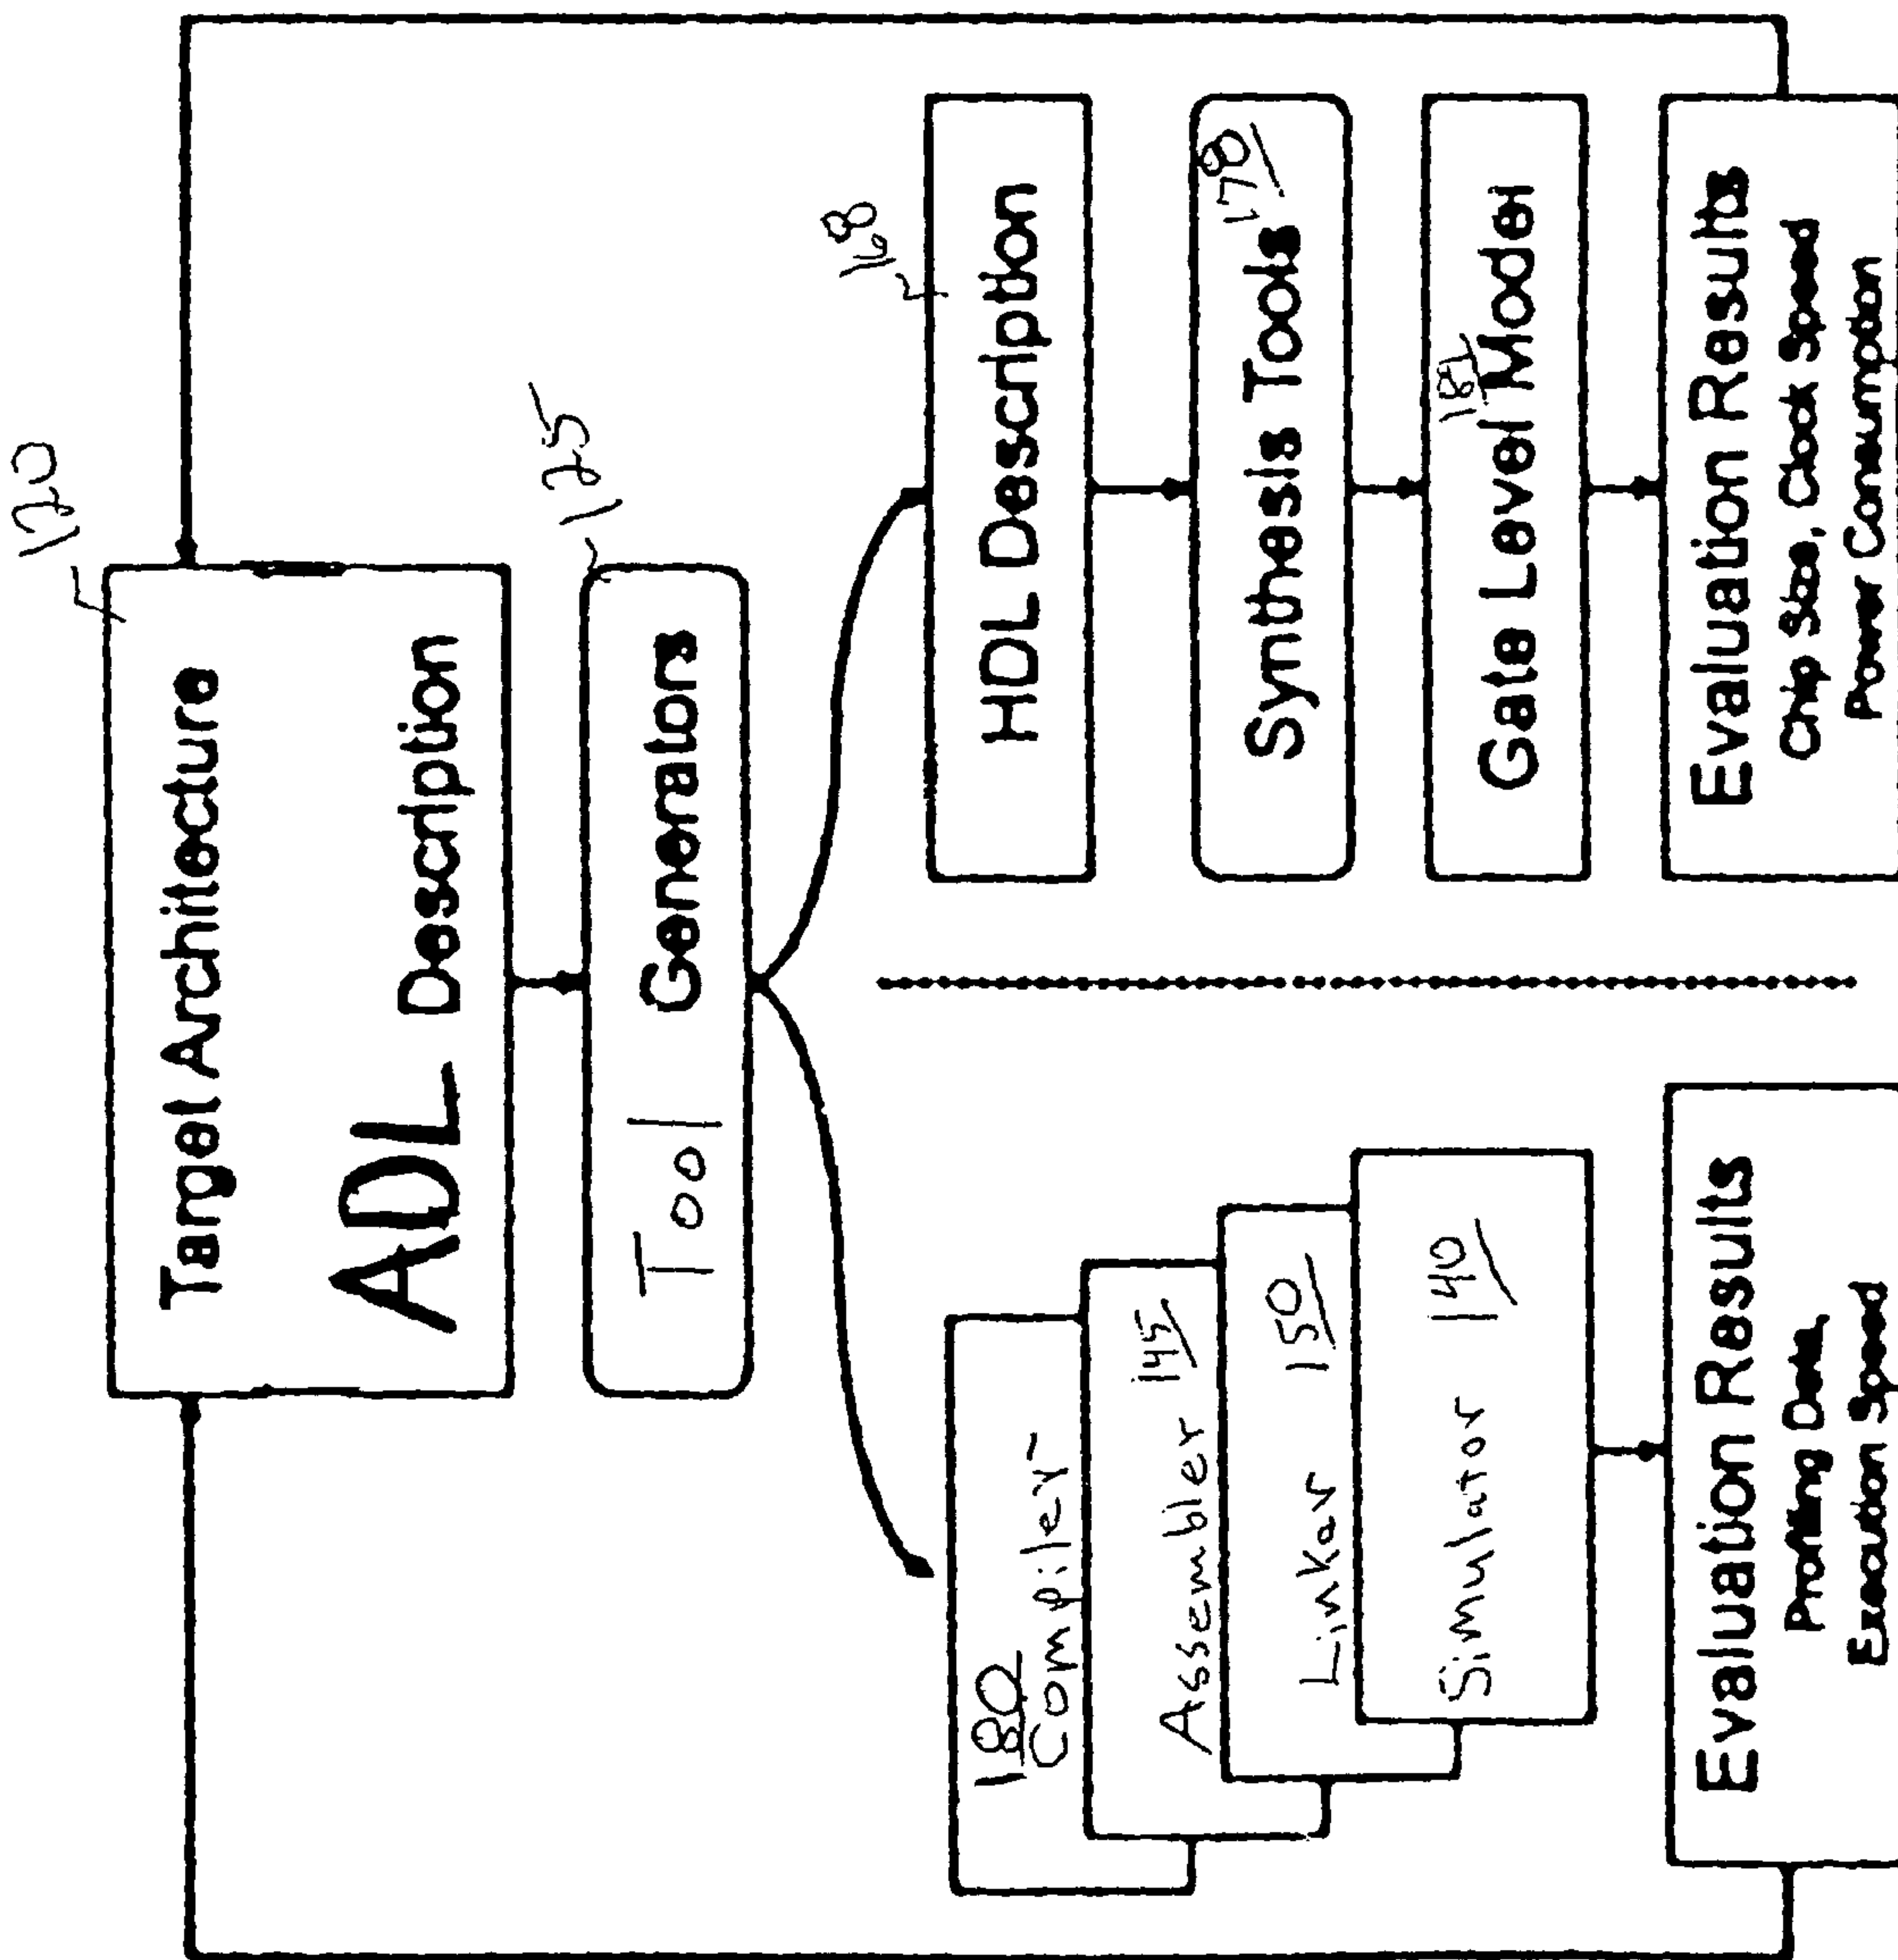 120
Target Architecture
ADL Description
125
Tool Generators
180
Compiler
Assembler 145
Linker 150
Simulator 140
Evaluation Results
Profiling Data,
Execution Speed
168
HDL Description
Synthesis Tools
Gate Level Model
Evaluation Results
Chip Size, Clock Speed
Power Consumption